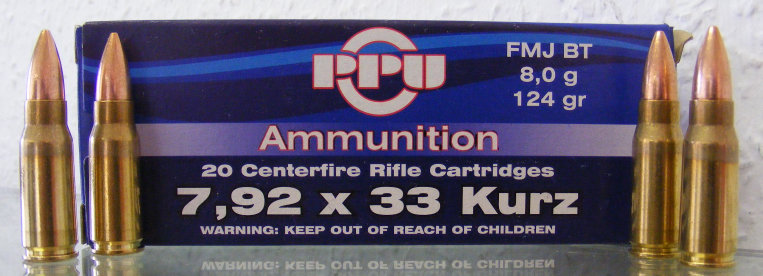 PPU
FMJ BT
8,0 g
124 gr
Ammunition
20 Centerfire Rifle Cartridges
7,92 x 33 Kurz
WARNING: KEEP OUT OF REACH OF CHILDREN